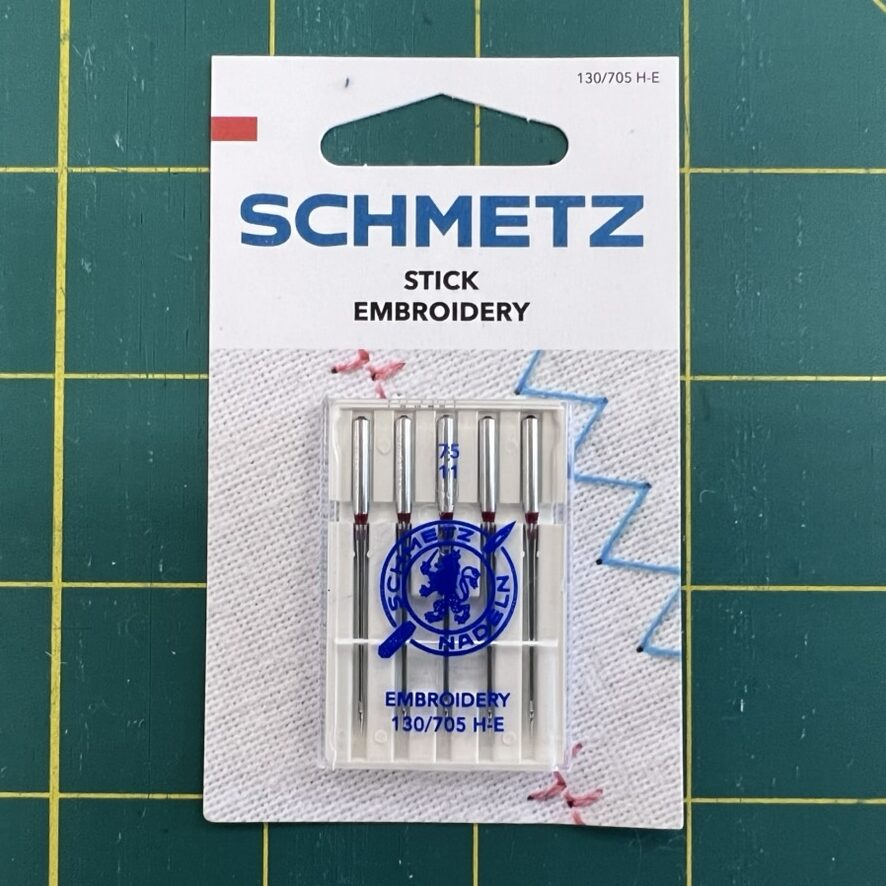 130/705 H-E
SCHMETZ
STICK
EMBROIDERY
75
11
SCHMETZ
NADELN
EMBROIDERY
130/705 H-E